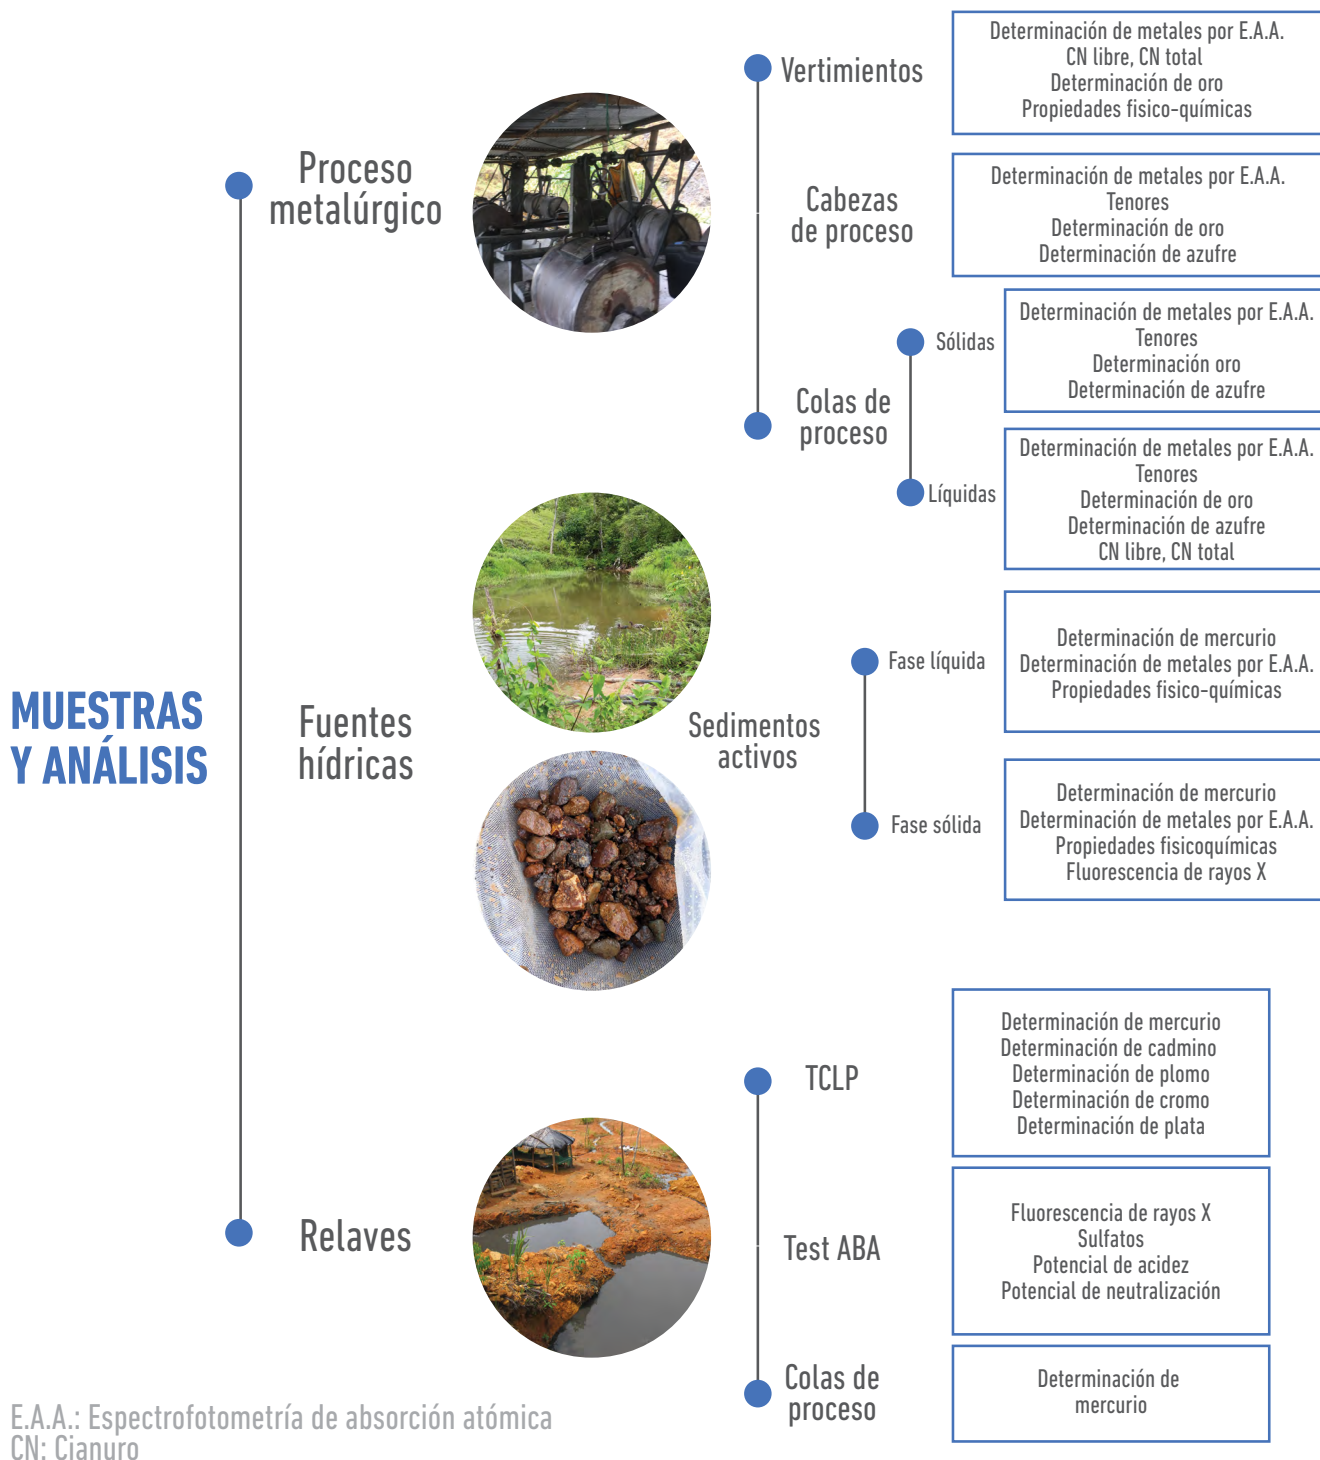 MUESTRAS
Y ANÁLISIS
Proceso
metalúrgico
Vertimientos
Determinación de metales por E.A.A.
CN libre, CN total
Determinación de oro
Propiedades fisico-químicas
Cabezas
de proceso
Determinación de metales por E.A.A.
Tenores
Determinación de oro
Determinación de azufre
Colas de
proceso
Sólidas
Determinación de metales por E.A.A.
Tenores
Determinación oro
Determinación de azufre
Líquidas
Determinación de metales por E.A.A.
Tenores
Determinación de oro
Determinación de azufre
CN libre, CN total
Fuentes
hídricas
Sedimentos
activos
Fase líquida
Determinación de mercurio
Determinación de metales por E.A.A.
Propiedades fisico-químicas
Fase sólida
Determinación de mercurio
Determinación de metales por E.A.A.
Propiedades fisicoquímicas
Fluorescencia de rayos X
Relaves
TCLP
Determinación de mercurio
Determinación de cadmino
Determinación de plomo
Determinación de cromo
Determinación de plata
Test ABA
Fluorescencia de rayos X
Sulfatos
Potencial de acidez
Potencial de neutralización
Colas de
proceso
Determinación de
mercurio
E.A.A.: Espectrofotometría de absorción atómica
CN: Cianuro